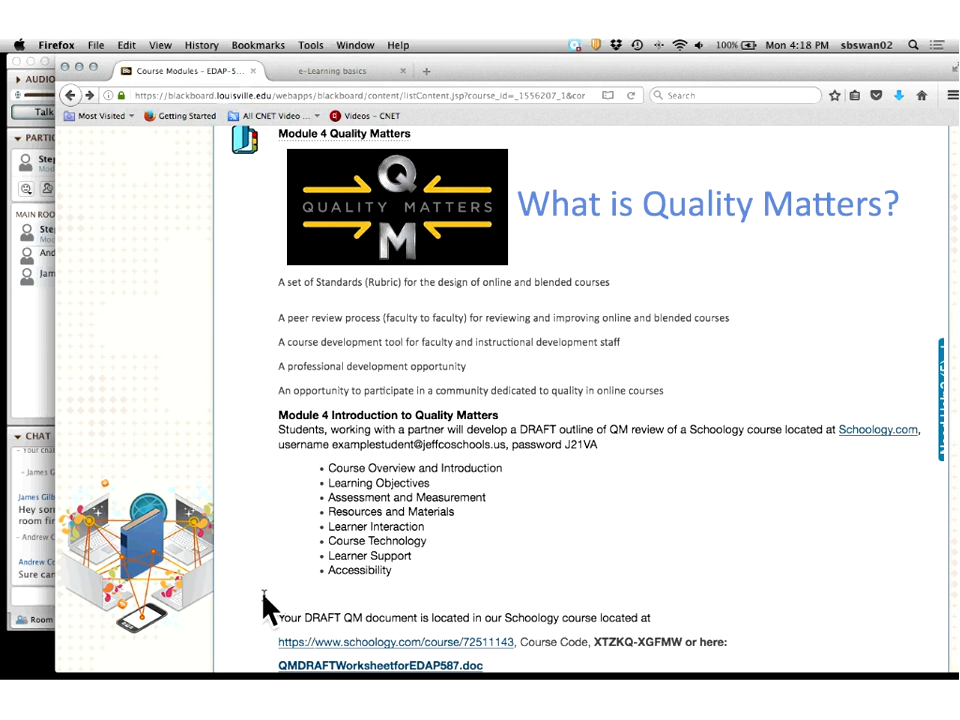 Firefox File Edit View History Bookmarks Tools Window Help 100% Mon 4:18 PM sbswan02
Course Modules - EDAP-5... × e-Learning basics × +
AUDIO
https://blackboard.louisville.edu/webapps/blackboard/content/listContent.jsp?course_id=_1556207_1&cor Search
Talk
Most Visited Getting Started All CNET Video ... Videos - CNET
Module 4 Quality Matters
Q
QUALITY MATTERS
M
What is Quality Matters?
MAIN ROO
A set of Standards (Rubric) for the design of online and blended courses
A peer review process (faculty to faculty) for reviewing and improving online and blended courses
A course development tool for faculty and instructional development staff
A professional development opportunity
An opportunity to participate in a community dedicated to quality in online courses
Module 4 Introduction to Quality Matters
Students, working with a partner will develop a DRAFT outline of QM review of a Schoology course located at Schoology.com,
username examplestudent@jeffcoschools.us, password J21VA
CHAT
• Course Overview and Introduction
• Learning Objectives
• Assessment and Measurement
• Resources and Materials
• Learner Interaction
• Course Technology
• Learner Support
• Accessibility
James Gil
Hey sor
room fir
- Andrew C
Andrew Co
Sure can
Room
Your DRAFT QM document is located in our Schoology course located at
https://www.schoology.com/course/72511143, Course Code, XTZKQ-XGFMW or here:
QMDRAFTWorksheetforEDAP587.doc